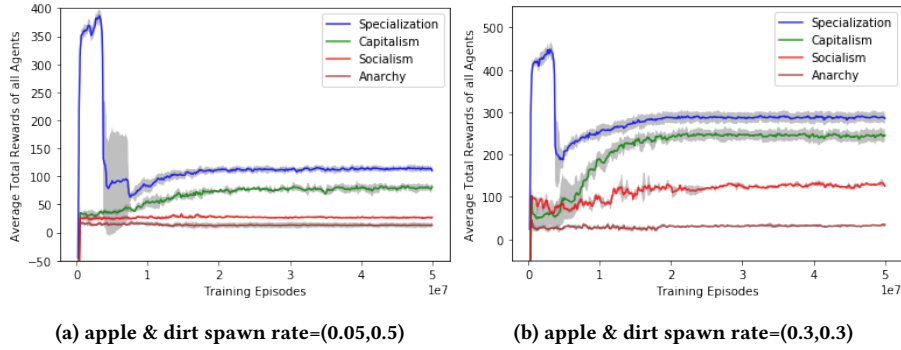 400
350
300
250
200
150
100
50
0
-50
Average Total Rewards of all Agents
Specialization
Capitalism
Socialism
Anarchy
0
1
2
3
4
5
1e7
Training Episodes
(a) apple & dirt spawn rate=(0.05,0.5)
500
400
300
200
100
0
Average Total Rewards of all Agents
Specialization
Capitalism
Socialism
Anarchy
0
1
2
3
4
5
1e7
Training Episodes
(b) apple & dirt spawn rate=(0.3,0.3)